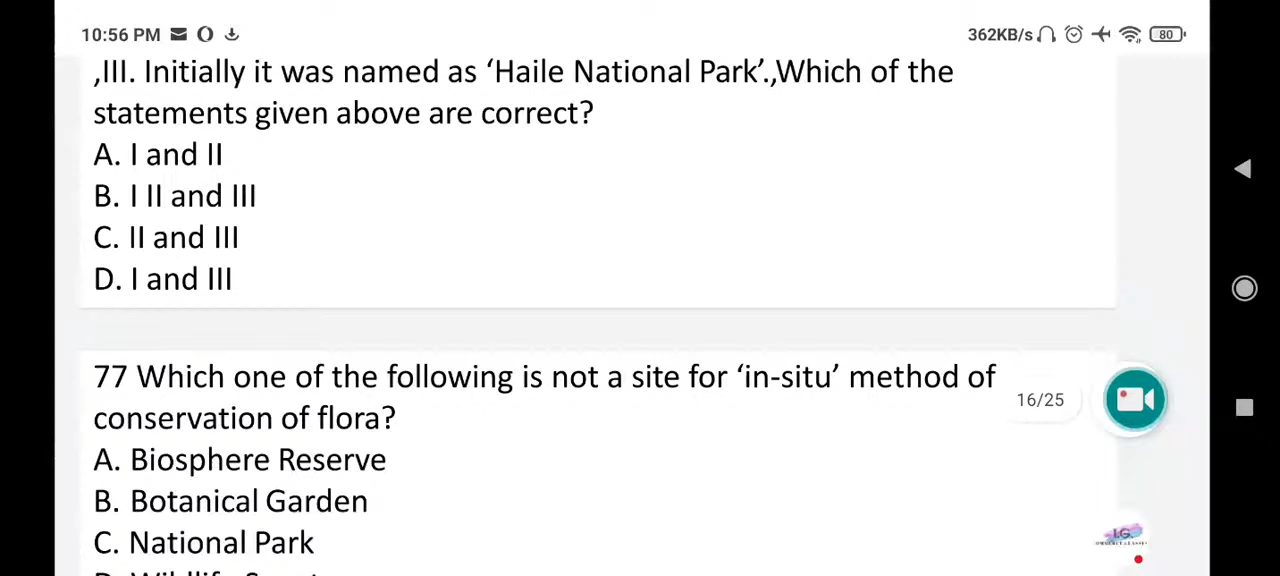 10:56 PM
362KB/s
80
,III. Initially it was named as ‘Haile National Park’.,Which of the
statements given above are correct?
A. I and II
B. I II and III
C. II and III
D. I and III
77 Which one of the following is not a site for ‘in-situ’ method of
conservation of flora?
16/25
A. Biosphere Reserve
B. Botanical Garden
C. National Park
I.G.